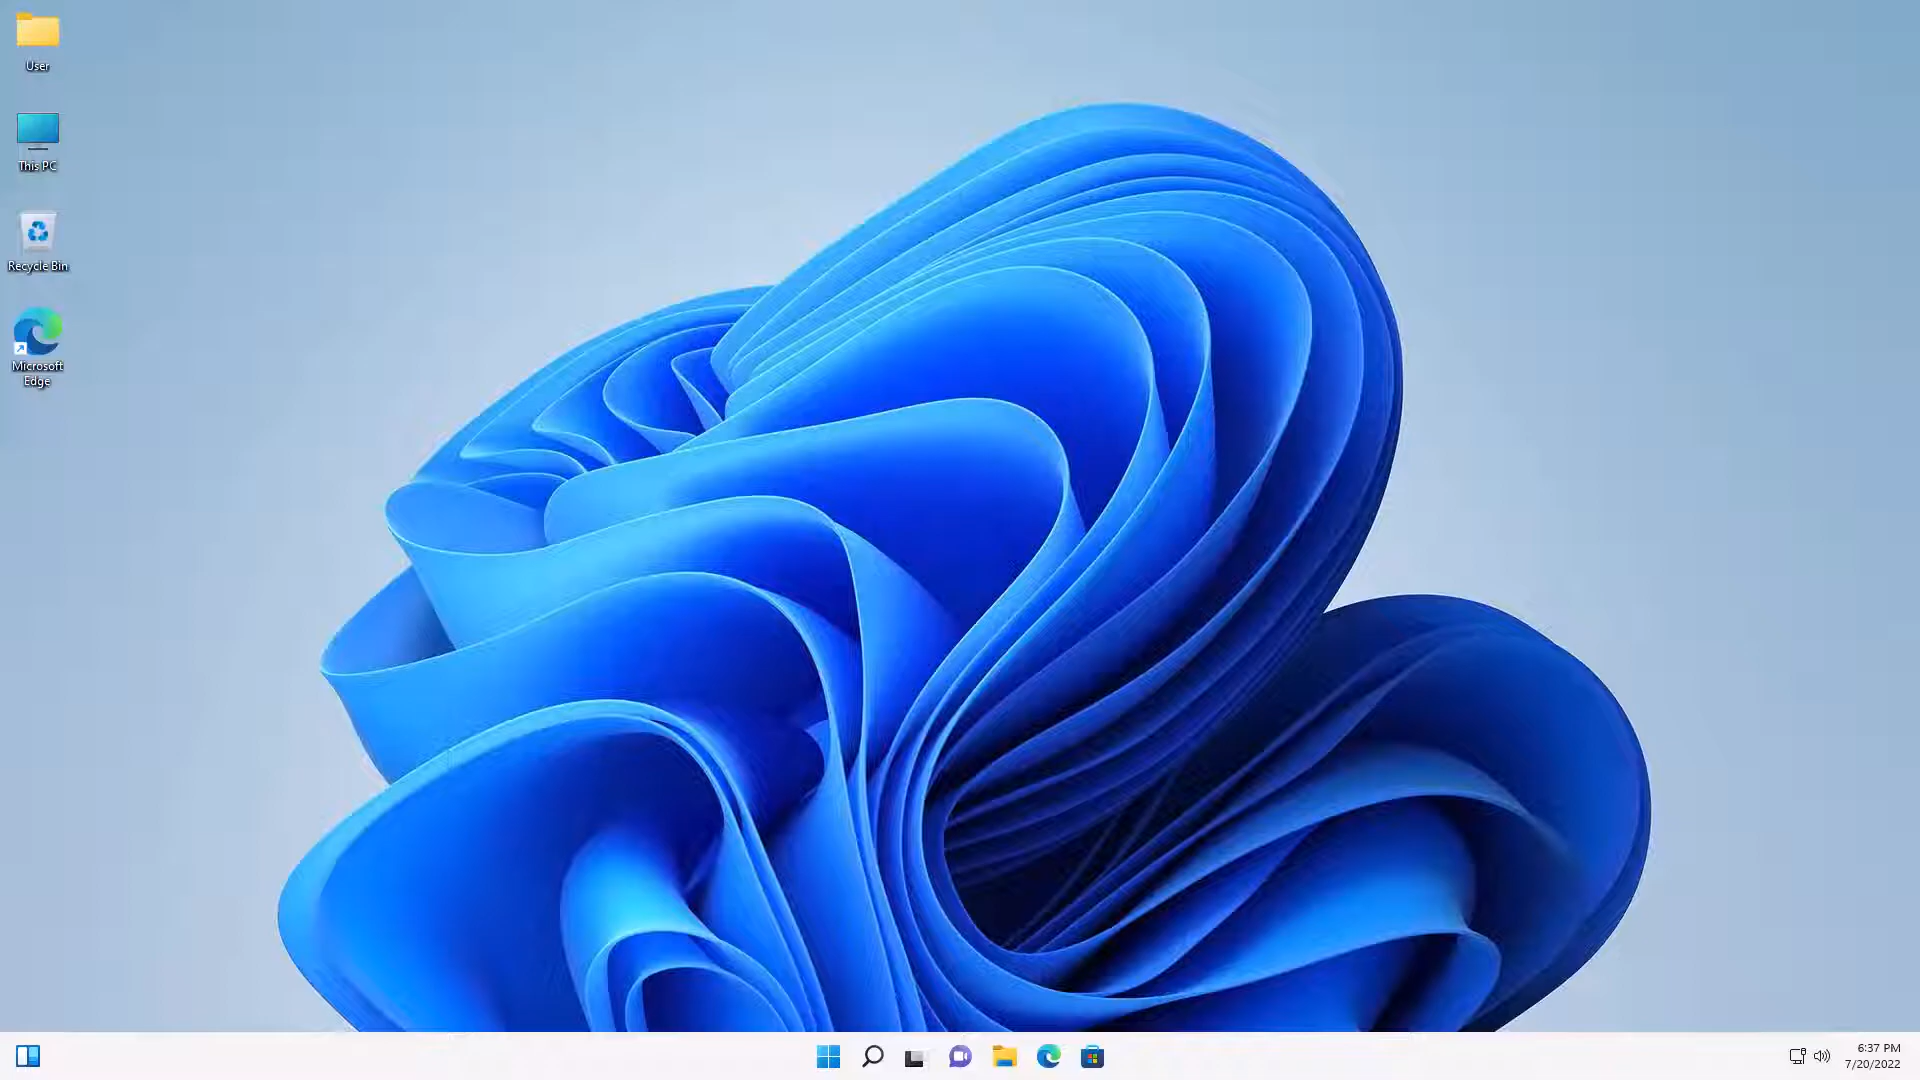 User
This PC
Recycle Bin
Microsoft
Edge
6:37 PM
7/20/2022